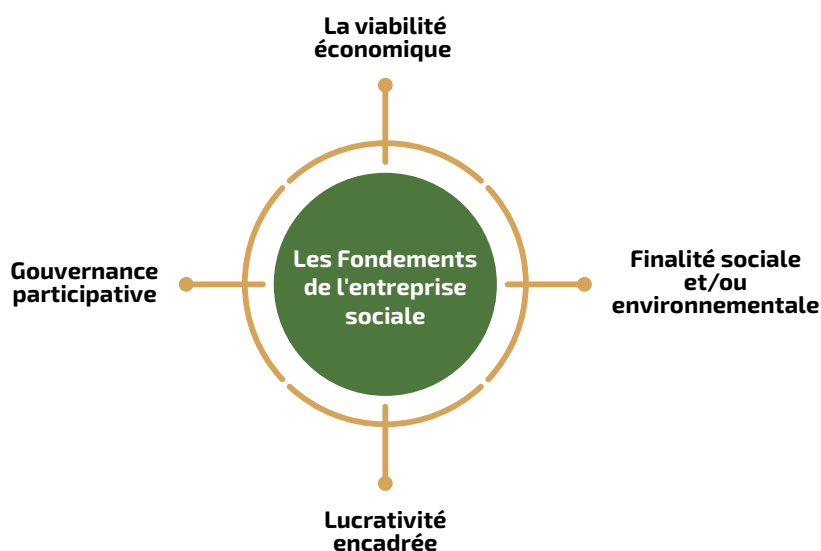 La viabilité
économique
Gouvernance
participative
Les Fondements
de l'entreprise
sociale
Finalité sociale
et/ou
environnementale
Lucrativité
encadrée